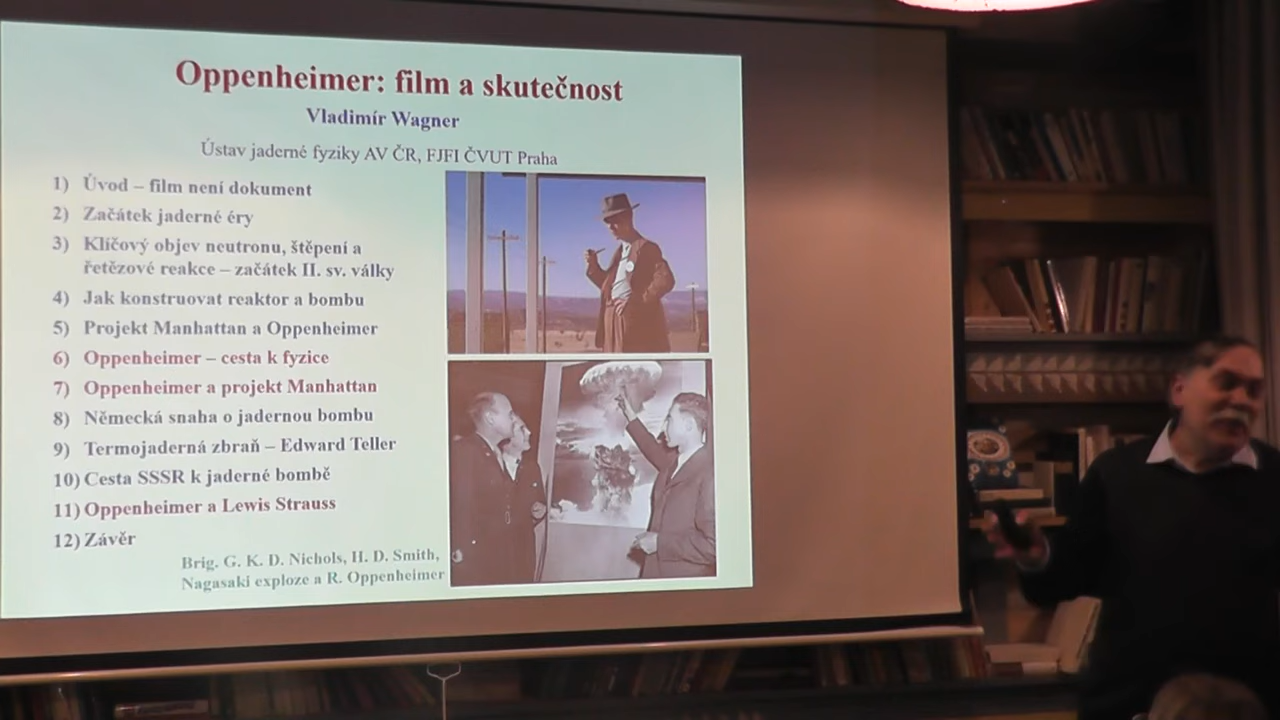 Oppenheimer: film a skutečnost
Vladimír Wagner
Ústav jaderné fyziky AV ČR, FJFI ČVUT Praha
1) Úvod – film není dokument
2) Začátek jaderné éry
3) Klíčový objev neutronu, štěpení a
řetězové reakce – začátek II. sv. války
4) Jak konstruovat reaktor a bombu
5) Projekt Manhattan a Oppenheimer
6) Oppenheimer – cesta k fyzice
7) Oppenheimer a projekt Manhattan
8) Německá snaha o jadernou bombu
9) Termojaderná zbraň – Edward Teller
10) Cesta SSSR k jaderné bombě
11) Oppenheimer a Lewis Strauss
12) Závěr
Brig. G. K. D. Nichols, H. D. Smith,
Nagasaki exploze a R. Oppenheimer